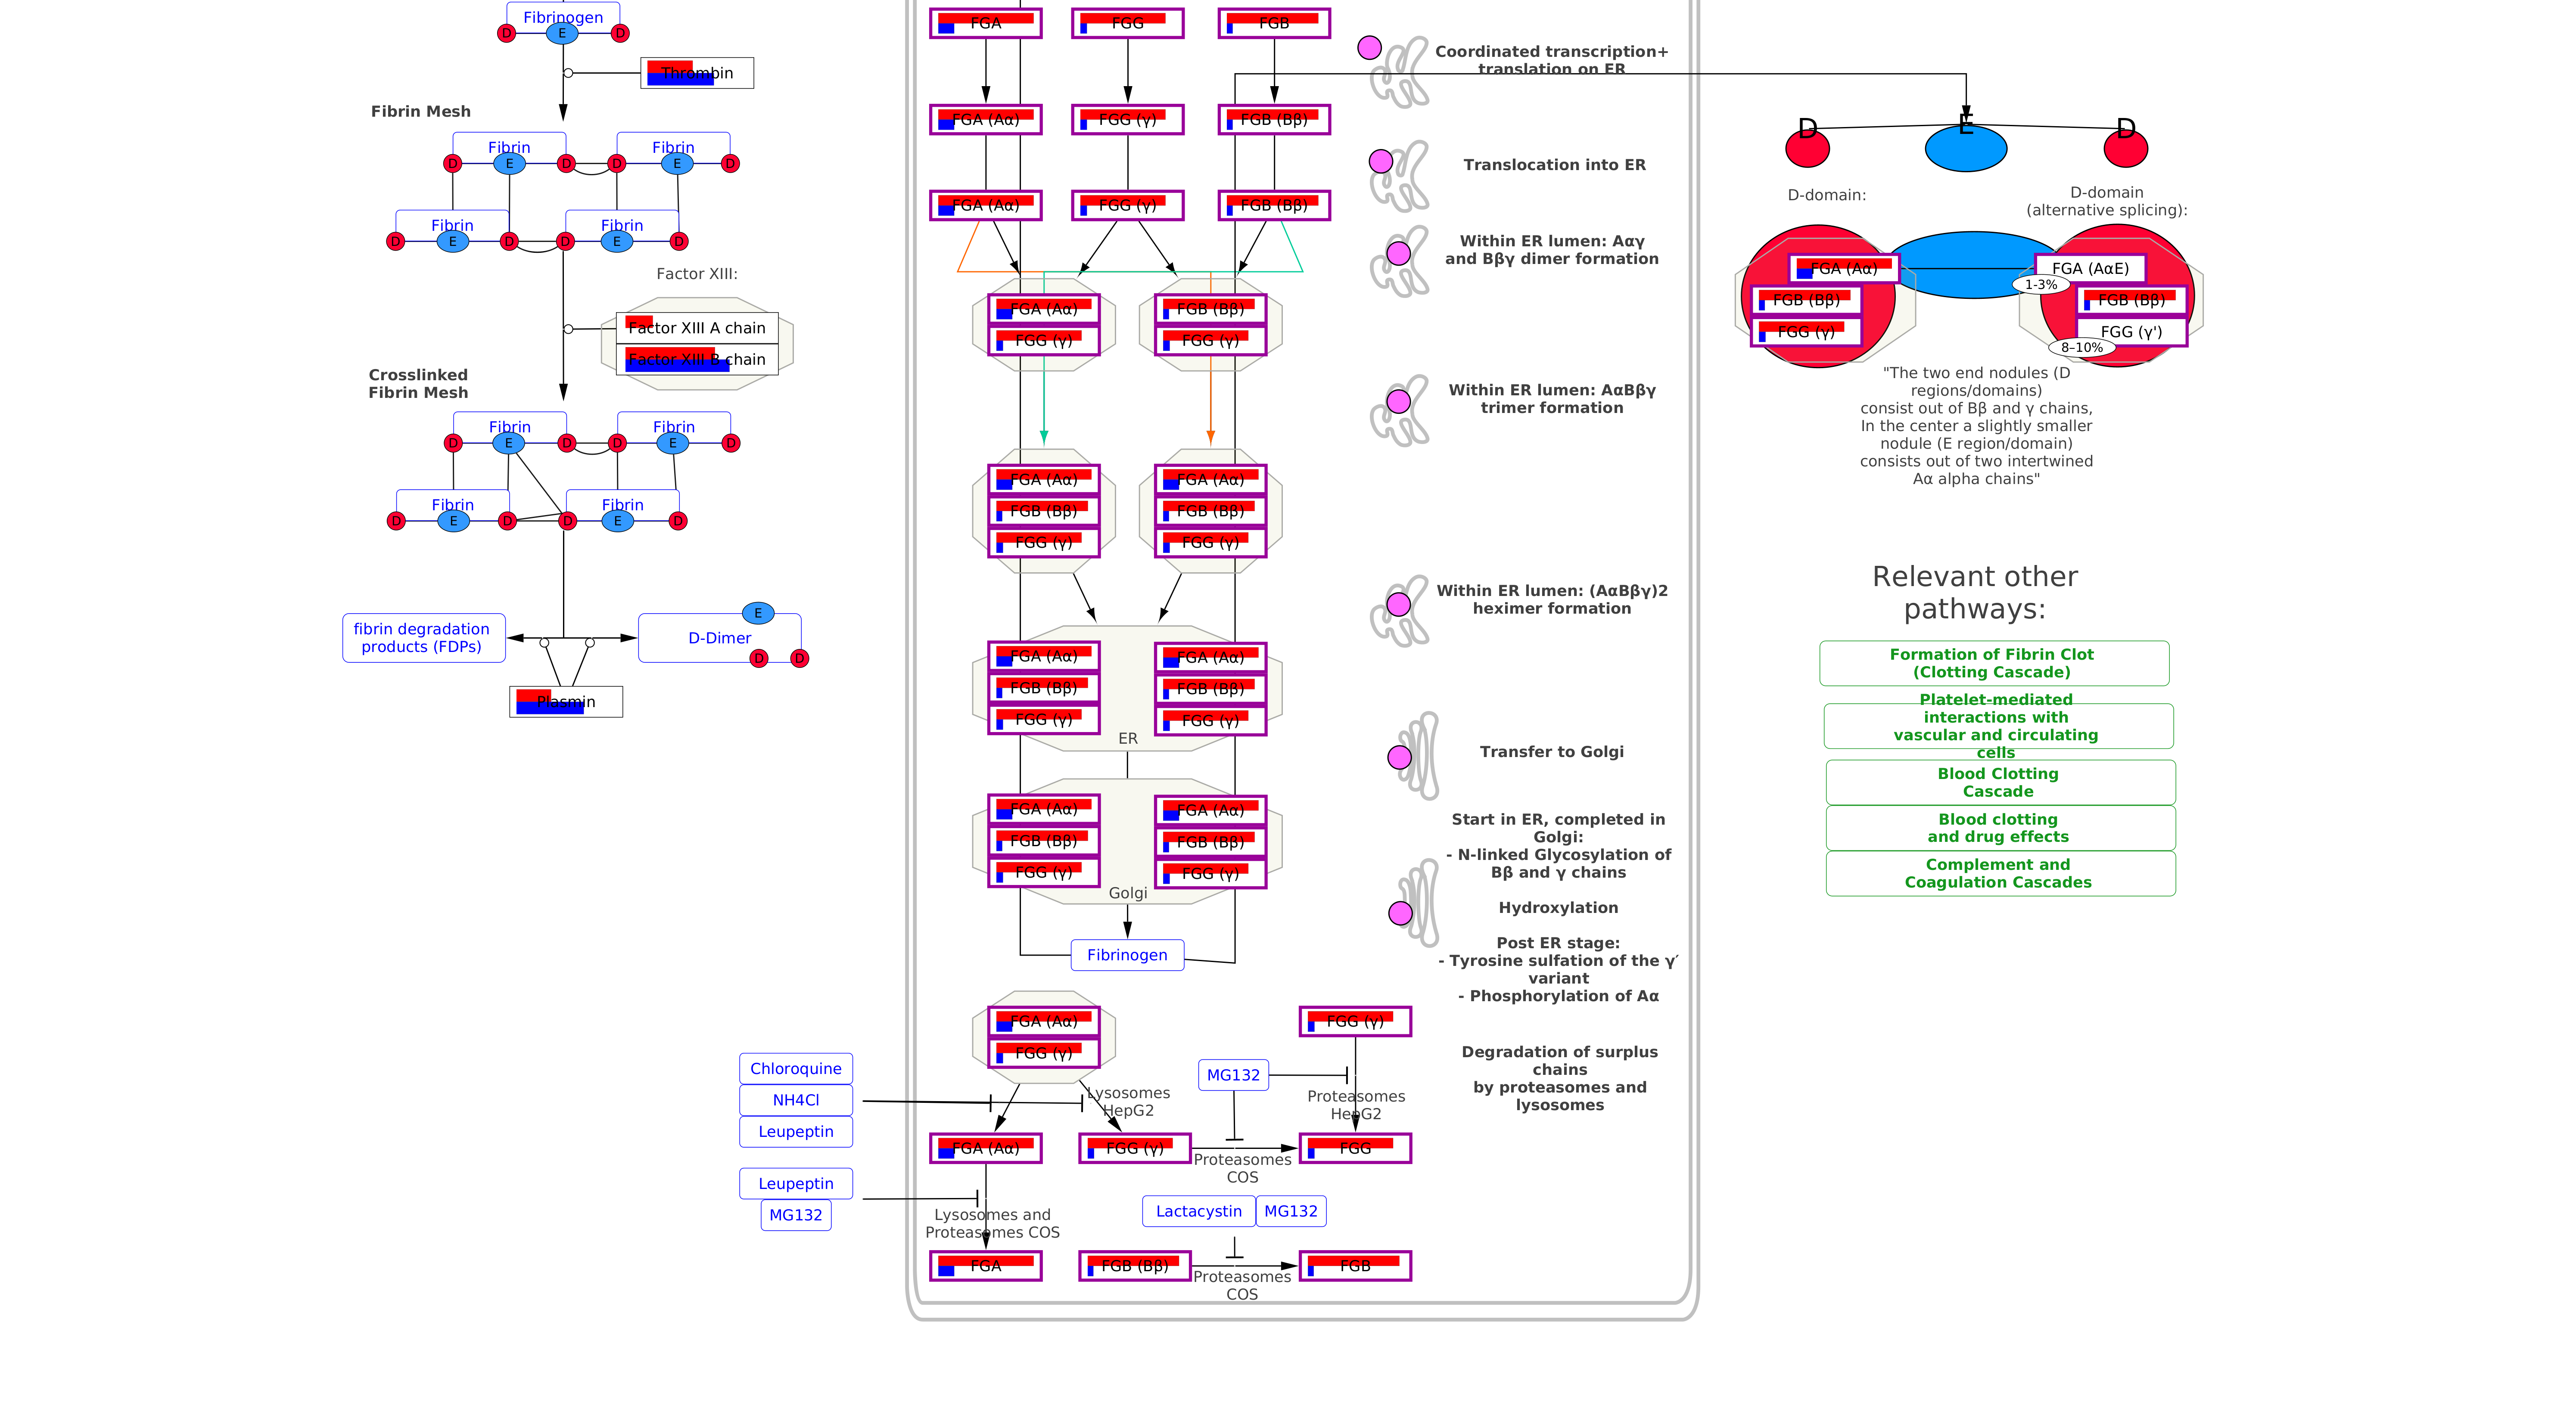 Fibrinogen
D
E
D
Thrombin
Fibrin Mesh
Fibrin
Fibrin
D
E
D
D
E
D
Fibrin
Fibrin
D
E
D
D
E
D
Factor XIII:
Factor XIII A chain
Factor XIII B chain
Crosslinked
Fibrin Mesh
Fibrin
Fibrin
D
E
D
D
E
D
Fibrin
Fibrin
D
E
D
D
E
D
fibrin degradation
products (FDPs)
E
D-Dimer
D
D
Plasmin
FGA
FGG
FGB
FGA (Aα)
FGG (γ)
FGB (Bβ)
FGA (Aα)
FGG (γ)
FGB (Bβ)
FGA (Aα)
FGG (γ)
FGB (Bβ)
FGG (γ)
FGA (Aα)
FGB (Bβ)
FGG (γ)
FGA (Aα)
FGB (Bβ)
FGG (γ)
FGA (Aα)
FGB (Bβ)
FGG (γ)
FGA (Aα)
FGB (Bβ)
FGG (γ)
ER
FGA (Aα)
FGB (Bβ)
FGG (γ)
FGA (Aα)
FGB (Bβ)
FGG (γ)
Golgi
Fibrinogen
FGA (Aα)
FGG (γ)
FGG (γ)
Chloroquine
NH4Cl
Leupeptin
Lysosomes
HepG2
MG132
Proteasomes
HepG2
FGA (Aα)
FGG (γ)
FGG
Proteasomes
COS
Leupeptin
MG132
Lysosomes and
Proteasomes COS
Lactacystin
MG132
FGA
FGB (Bβ)
FGB
Proteasomes
COS
Coordinated transcription+
translation on ER
Translocation into ER
Within ER lumen: Aαγ
and Bβγ dimer formation
Within ER lumen: AαBβγ
trimer formation
Within ER lumen: (AαBβγ)2
heximer formation
Transfer to Golgi
Start in ER, completed in
Golgi:
- N-linked Glycosylation of
Bβ and γ chains
Hydroxylation
Post ER stage:
- Tyrosine sulfation of the γ′
variant
- Phosphorylation of Aα
Degradation of surplus
chains
by proteasomes and
lysosomes
D
E
D
D-domain:
D-domain
(alternative splicing):
FGA (Aα)
FGB (Bβ)
FGG (γ)
FGA (AαE)
1-3%
FGB (Bβ)
FGG (γ')
8–10%
"The two end nodules (D
regions/domains)
consist out of Bβ and γ chains,
In the center a slightly smaller
nodule (E region/domain)
consists out of two intertwined
Aα alpha chains"
Relevant other
pathways:
Formation of Fibrin Clot
(Clotting Cascade)
Platelet-mediated
interactions with
vascular and circulating
cells
Blood Clotting
Cascade
Blood clotting
and drug effects
Complement and
Coagulation Cascades